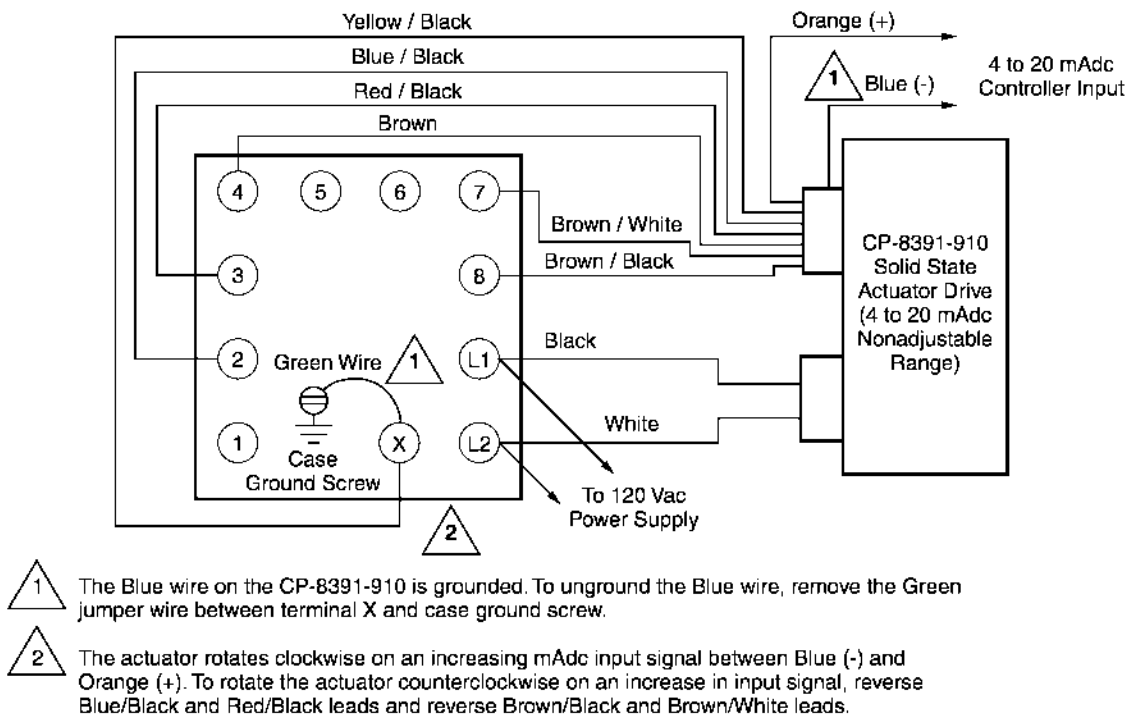 Yellow / Black
Orange (+)
Blue / Black
1
Blue (-)
4 to 20 mAdc
Controller Input
Red / Black
Brown
4
5
6
7
Brown / White
3
8
Brown / Black
CP-8391-910
Solid State
Actuator Drive
(4 to 20 mAdc
Nonadjustable
Range)
2
Green Wire
1
L1
Black
1
X
L2
White
Case
Ground Screw
To 120 Vac
Power Supply
2
1
The Blue wire on the CP-8391-910 is grounded. To unground the Blue wire, remove the Green
jumper wire between terminal X and case ground screw.
2
The actuator rotates clockwise on an increasing mAdc input signal between Blue (-) and
Orange (+). To rotate the actuator counterclockwise on an increase in input signal, reverse
Blue/Black and Red/Black leads and reverse Brown/Black and Brown/White leads.